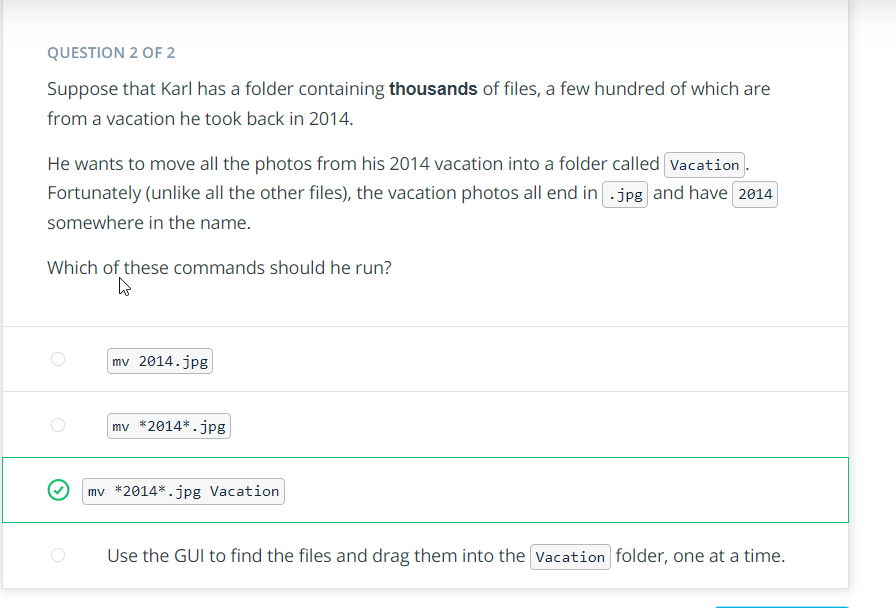 QUESTION 2 OF 2
Suppose that Karl has a folder containing thousands of files, a few hundred of which are
from a vacation he took back in 2014.
He wants to move all the photos from his 2014 vacation into a folder called Vacation.
Fortunately (unlike all the other files), the vacation photos all end in .jpg and have 2014
somewhere in the name.
Which of these commands should he run?
mv 2014.jpg
mv *2014*.jpg
mv *2014*.jpg Vacation
Use the GUI to find the files and drag them into the Vacation folder, one at a time.